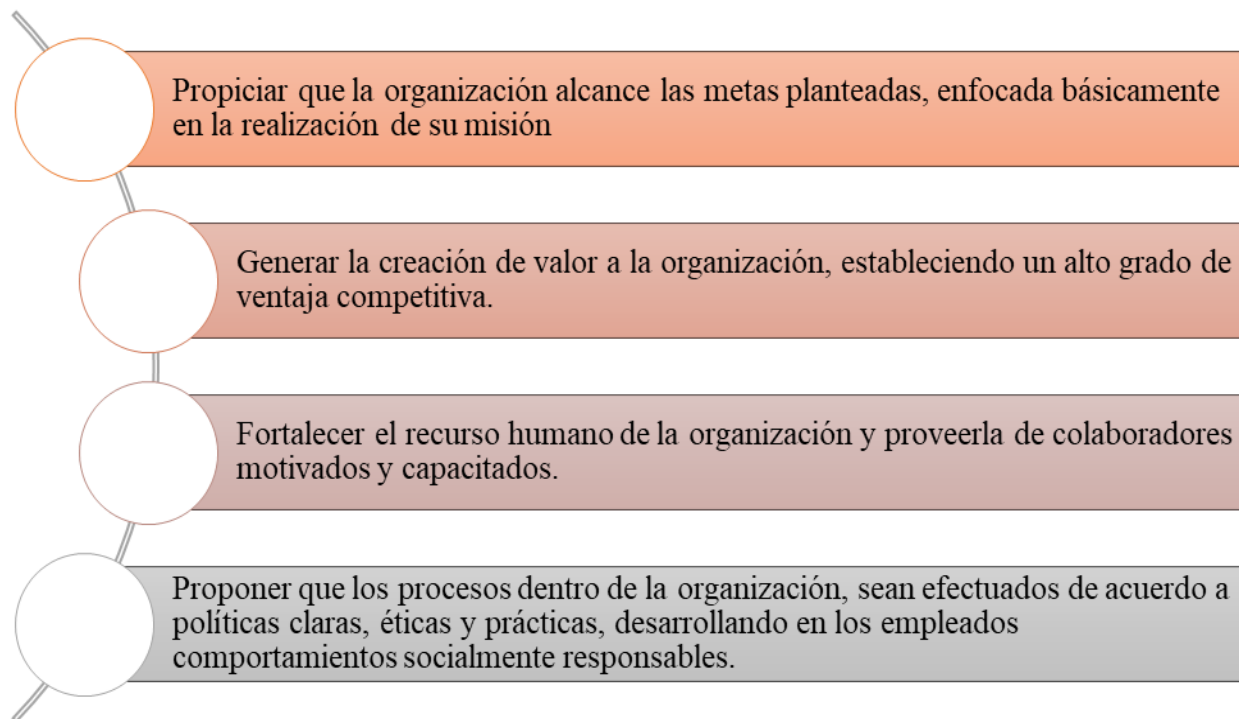 Propiciar que la organización alcance las metas planteadas, enfocada básicamente
en la realización de su misión
Generar la creación de valor a la organización, estableciendo un alto grado de
ventaja competitiva.
Fortalecer el recurso humano de la organización y proveerla de colaboradores
motivados y capacitados.
Proponer que los procesos dentro de la organización, sean efectuados de acuerdo a
políticas claras, éticas y prácticas, desarrollando en los empleados
comportamientos socialmente responsables.